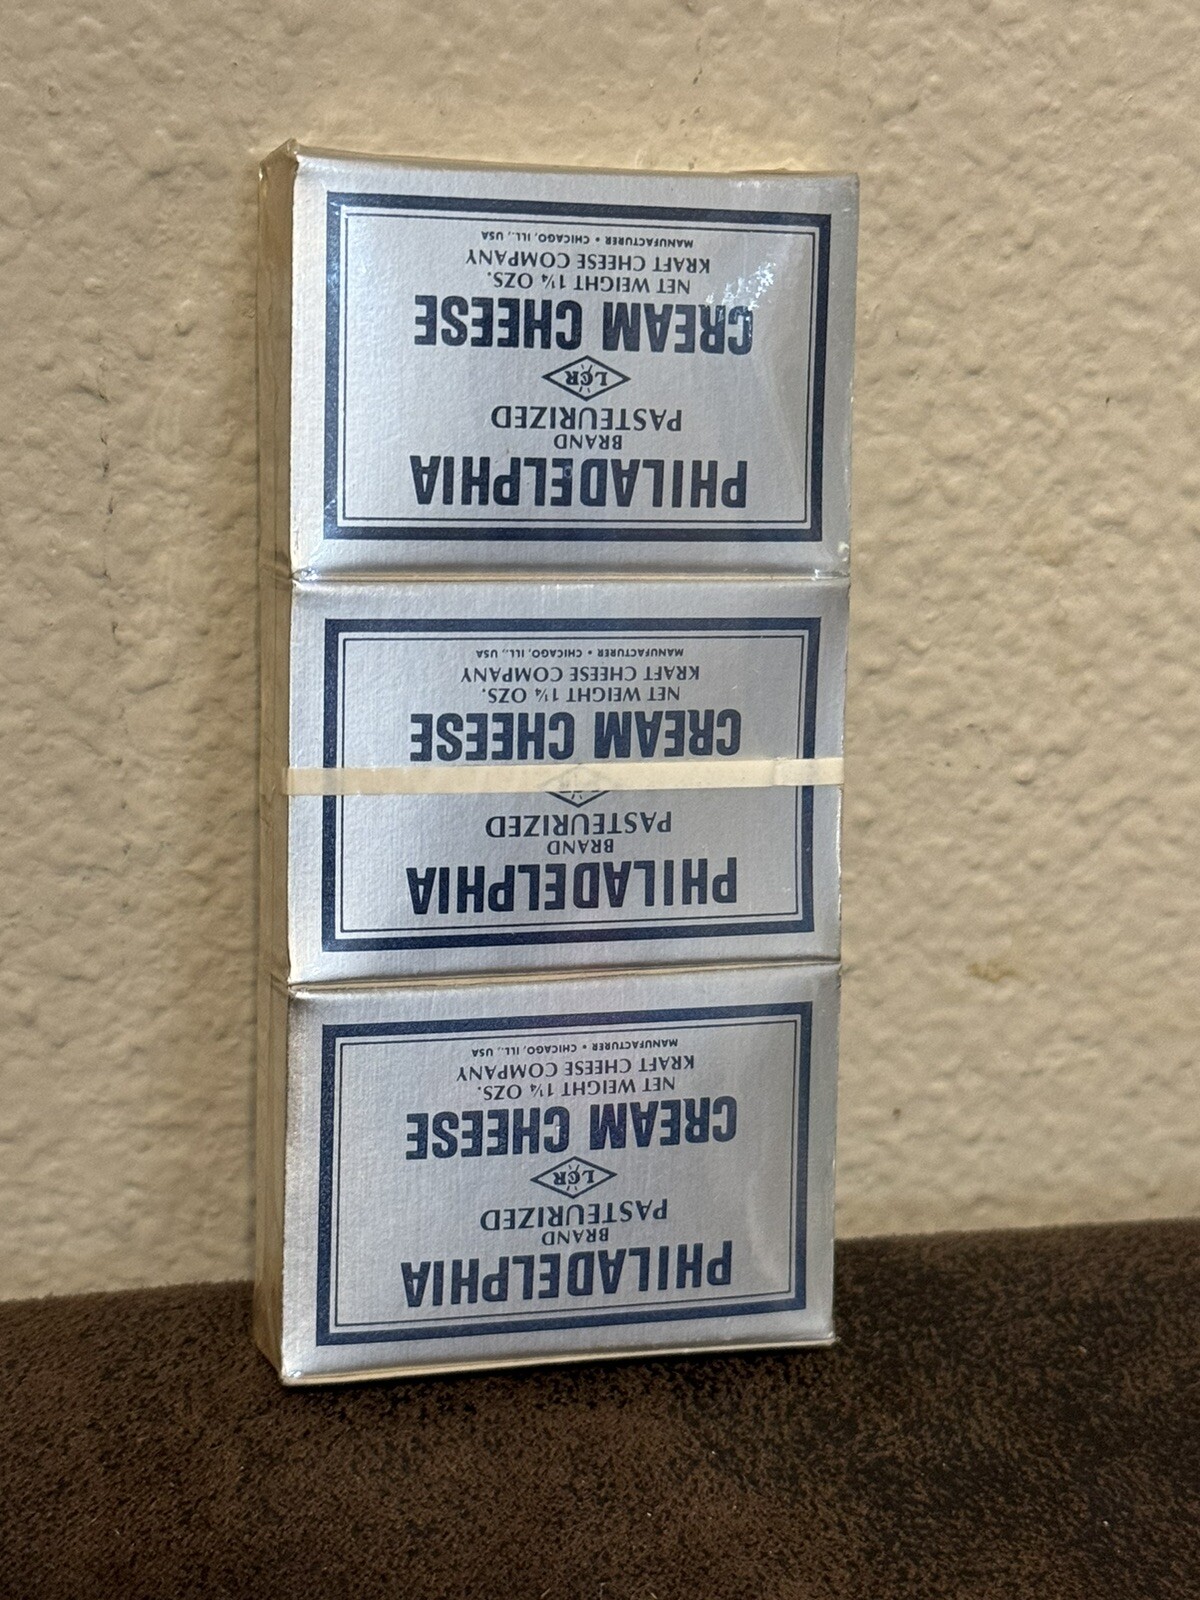 PHILADELPHIA
BRAND
PASTEURIZED
LCR
CREAM CHEESE
NET WEIGHT 1¼ OZS.
KRAFT CHEESE COMPANY
MANUFACTURER • CHICAGO, ILL., USA
PHILADELPHIA
BRAND
PASTEURIZED
CREAM CHEESE
NET WEIGHT 1¼ OZS.
KRAFT CHEESE COMPANY
MANUFACTURER • CHICAGO, ILL., USA
PHILADELPHIA
BRAND
PASTEURIZED
LCR
CREAM CHEESE
NET WEIGHT 1¼ OZS.
KRAFT CHEESE COMPANY
MANUFACTURER • CHICAGO, ILL., USA